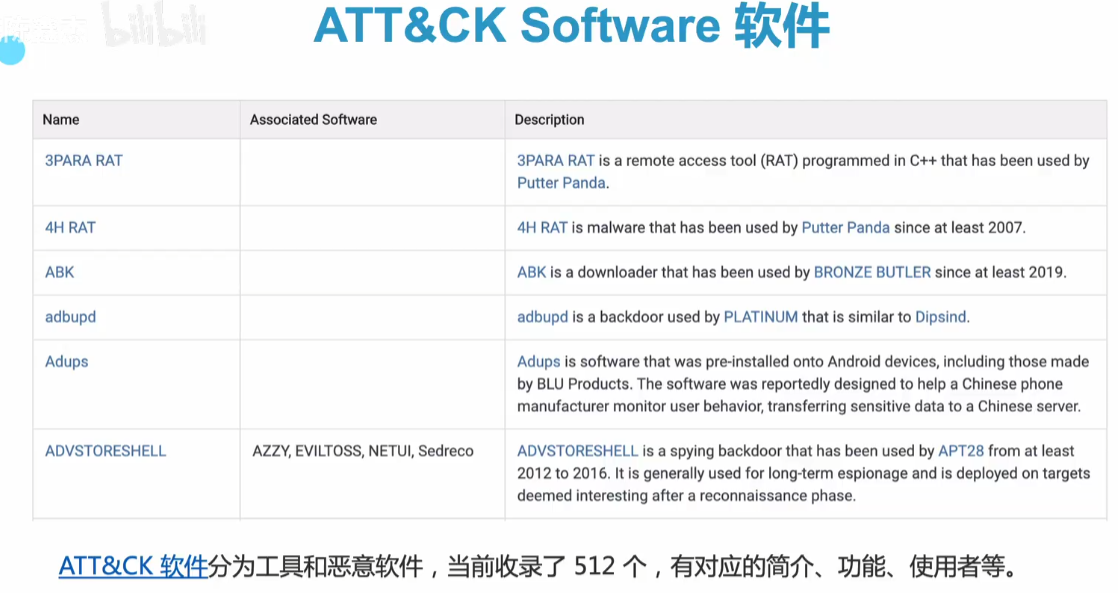 bilibili
ATT&CK Software 软件
Name Associated Software Description
3PARA RAT 3PARA RAT is a remote access tool (RAT) programmed in C++ that has been used by
Putter Panda.
4H RAT 4H RAT is malware that has been used by Putter Panda since at least 2007.
ABK ABK is a downloader that has been used by BRONZE BUTLER since at least 2019.
adbupd adbupd is a backdoor used by PLATINUM that is similar to Dipsind.
Adups Adups is software that was pre-installed onto Android devices, including those made
by BLU Products. The software was reportedly designed to help a Chinese phone
manufacturer monitor user behavior, transferring sensitive data to a Chinese server.
ADVSTORESHELL AZZY, EVILTOSS, NETUI, Sedreco ADVSTORESHELL is a spying backdoor that has been used by APT28 from at least
2012 to 2016. It is generally used for long-term espionage and is deployed on targets
deemed interesting after a reconnaissance phase.
ATT&CK 软件分为工具和恶意软件，当前收录了 512 个，有对应的简介、功能、使用者等。